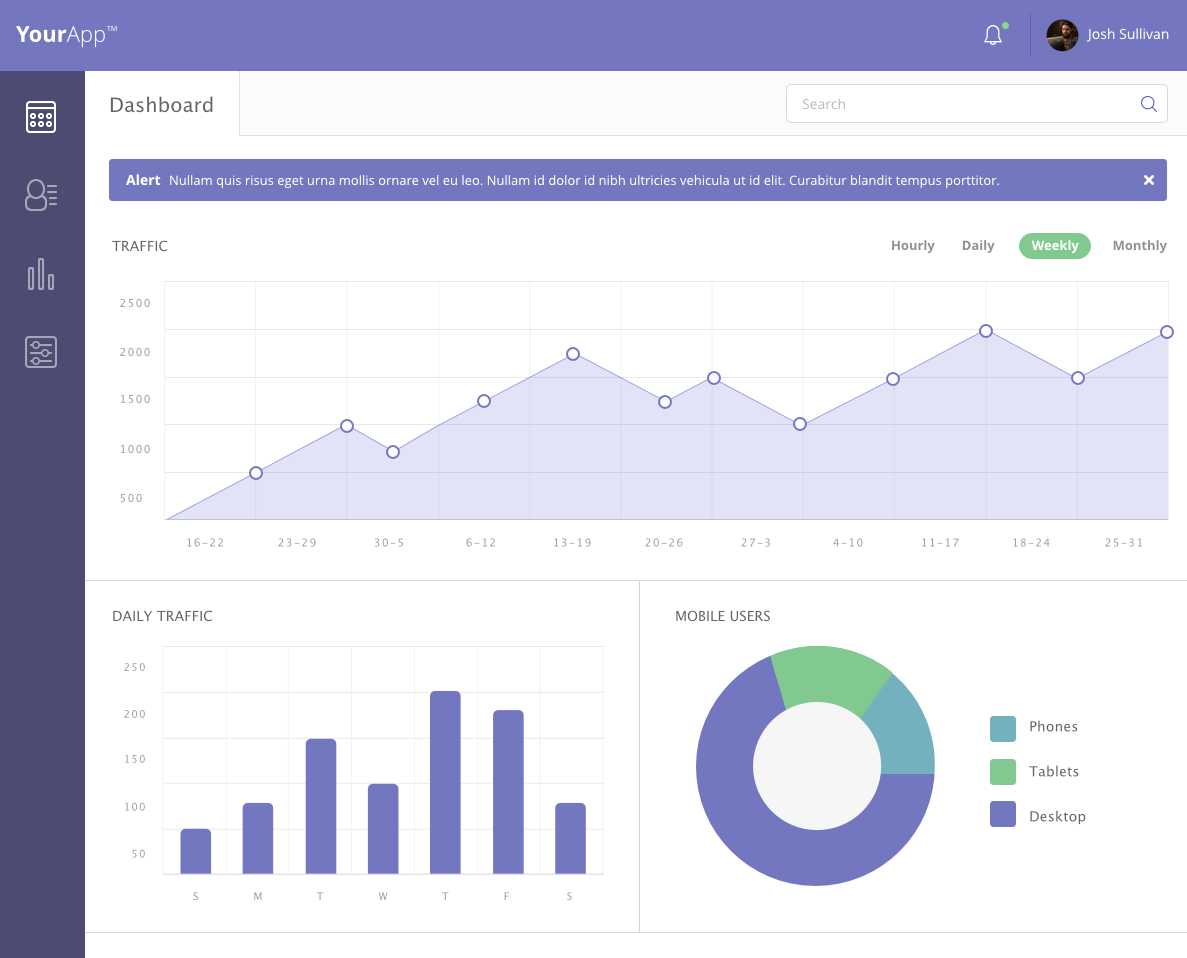 YourApp™
Josh Sullivan
Dashboard
Search
Alert Nullam quis risus eget urna mollis ornare vel eu leo. Nullam id dolor id nibh ultricies vehicula ut id elit. Curabitur blandit tempus porttitor.
TRAFFIC
Hourly Daily Weekly Monthly
2500
2000
1500
1000
500
16–22 23–29 30–5 6–12 13–19 20–26 27–3 4–10 11–17 18–24 25–31
DAILY TRAFFIC
250
200
150
100
50
S M T W T F S
MOBILE USERS
Phones
Tablets
Desktop